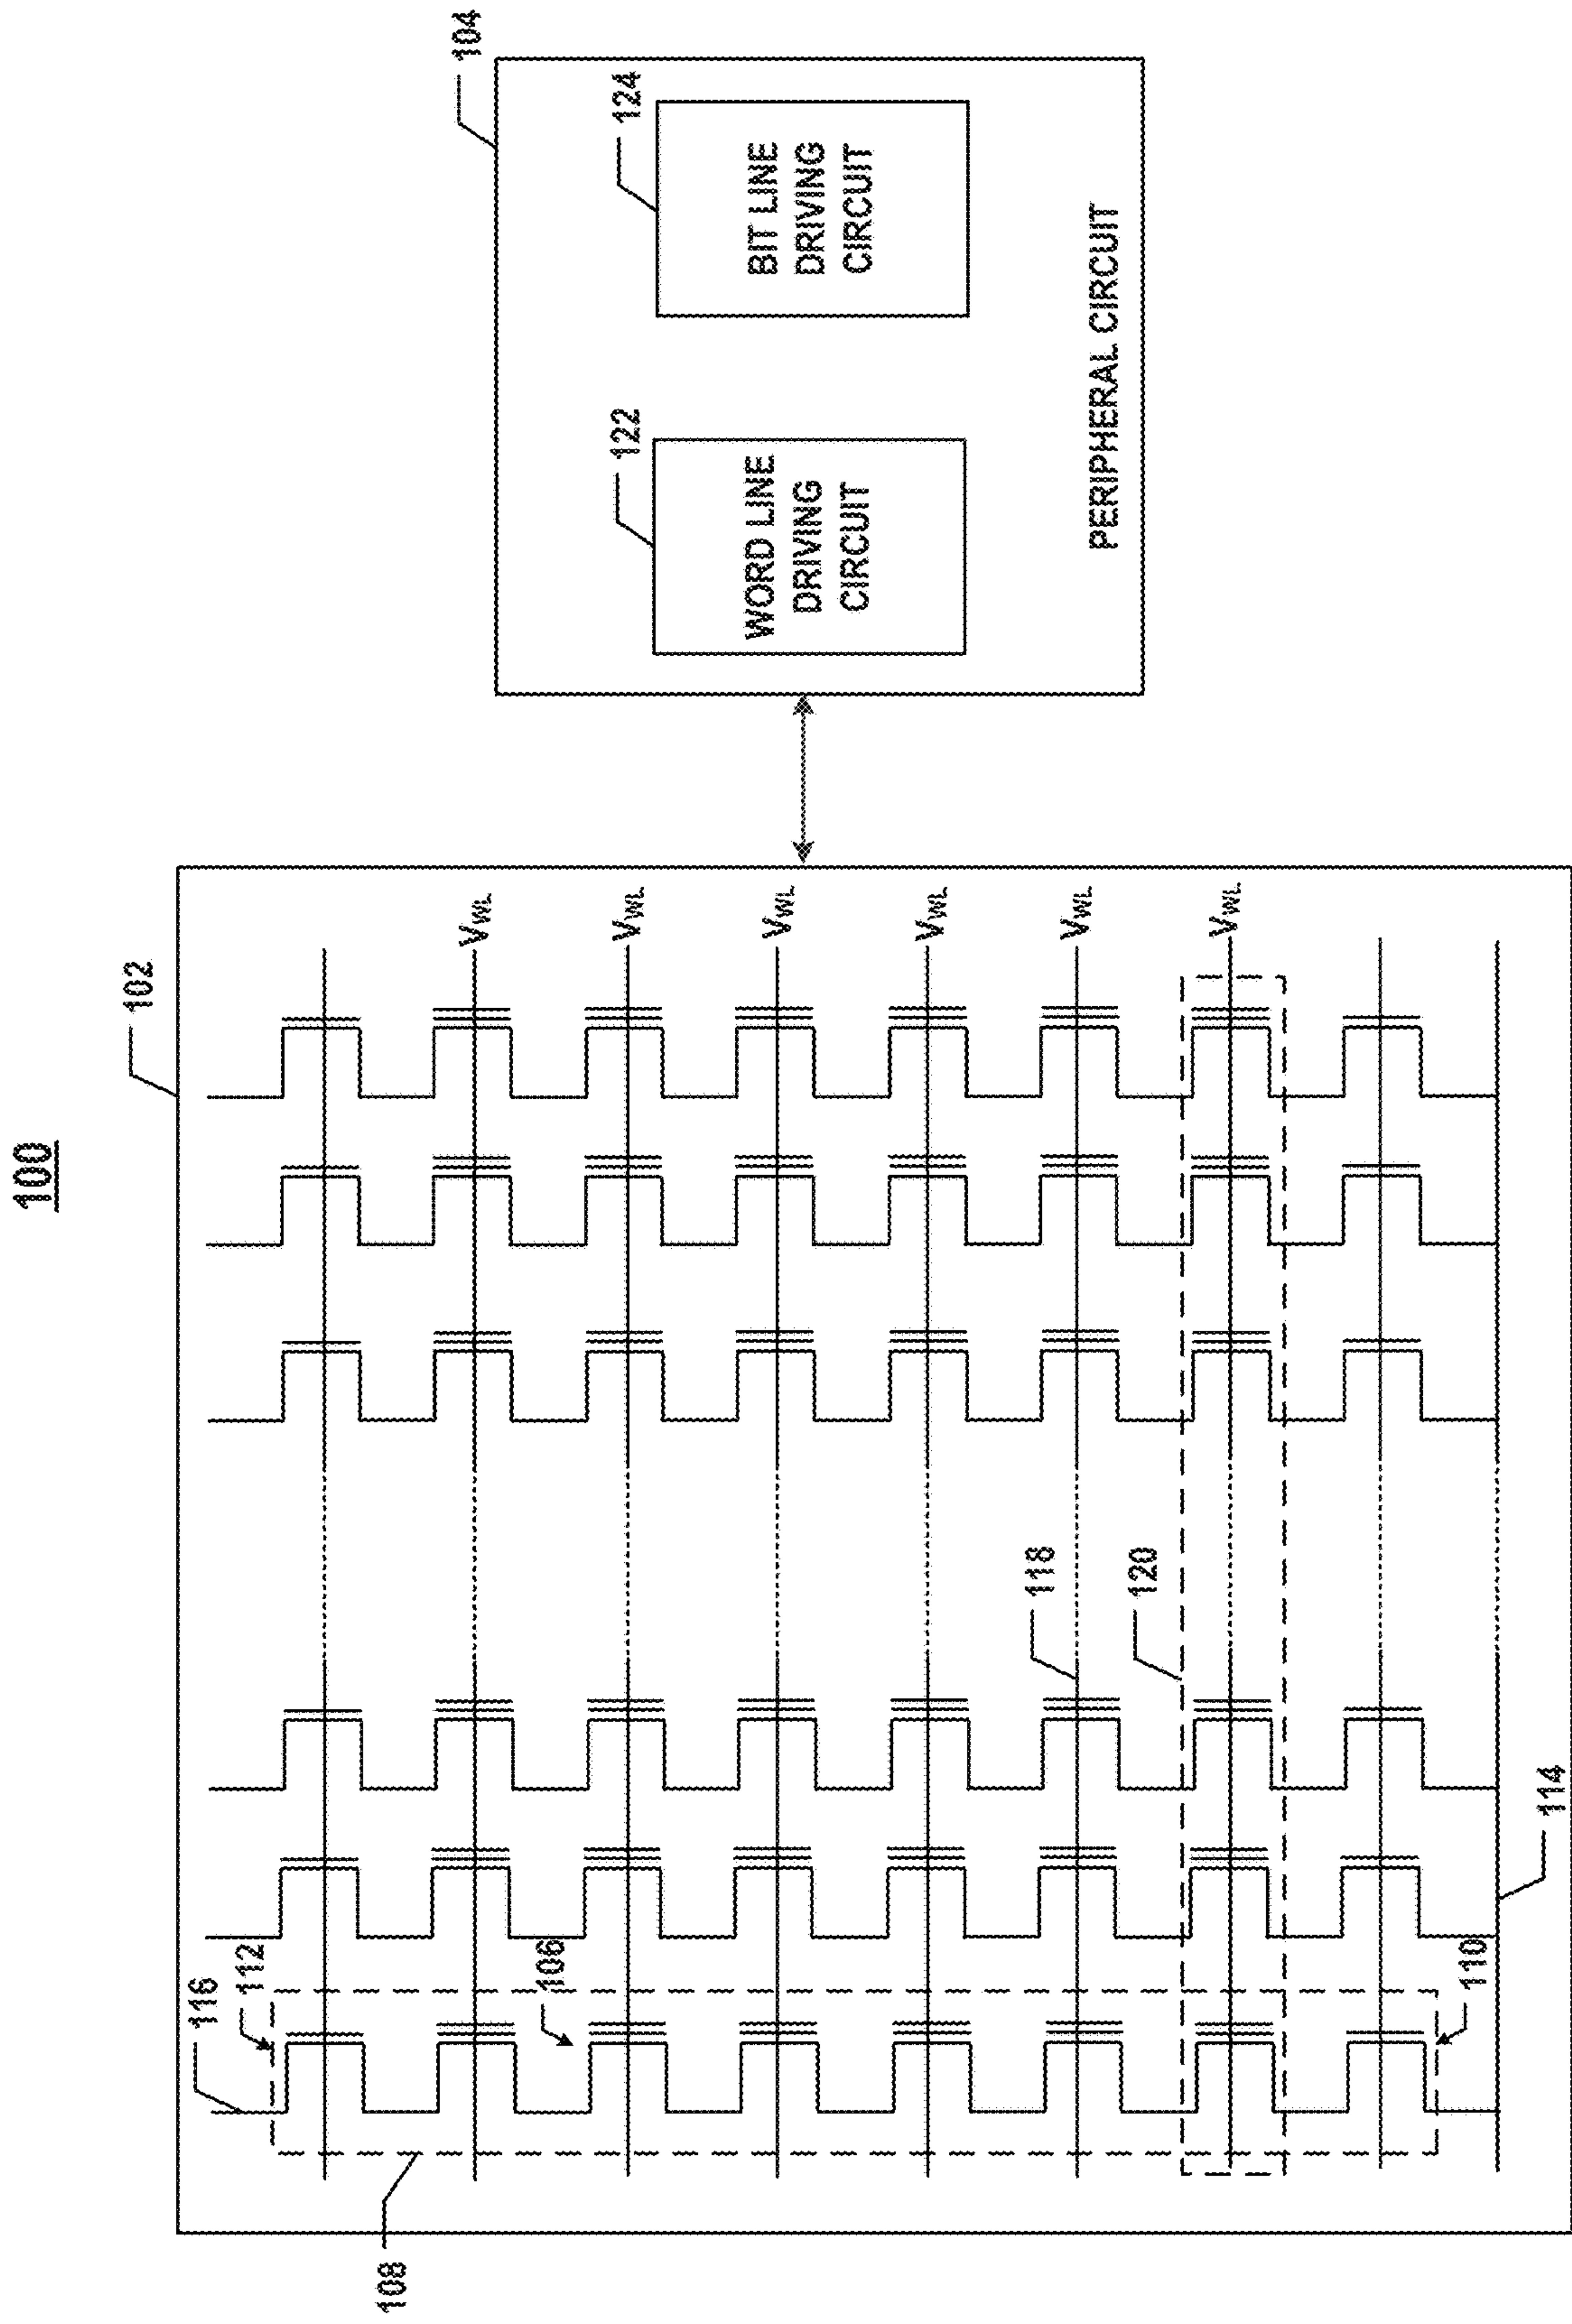 100
102
104
116
112
106
108
110
114
118
120
V_WL
V_WL
V_WL
V_WL
V_WL
V_WL
122
WORD LINE
DRIVING
CIRCUIT
124
BIT LINE
DRIVING
CIRCUIT
PERIPHERAL CIRCUIT